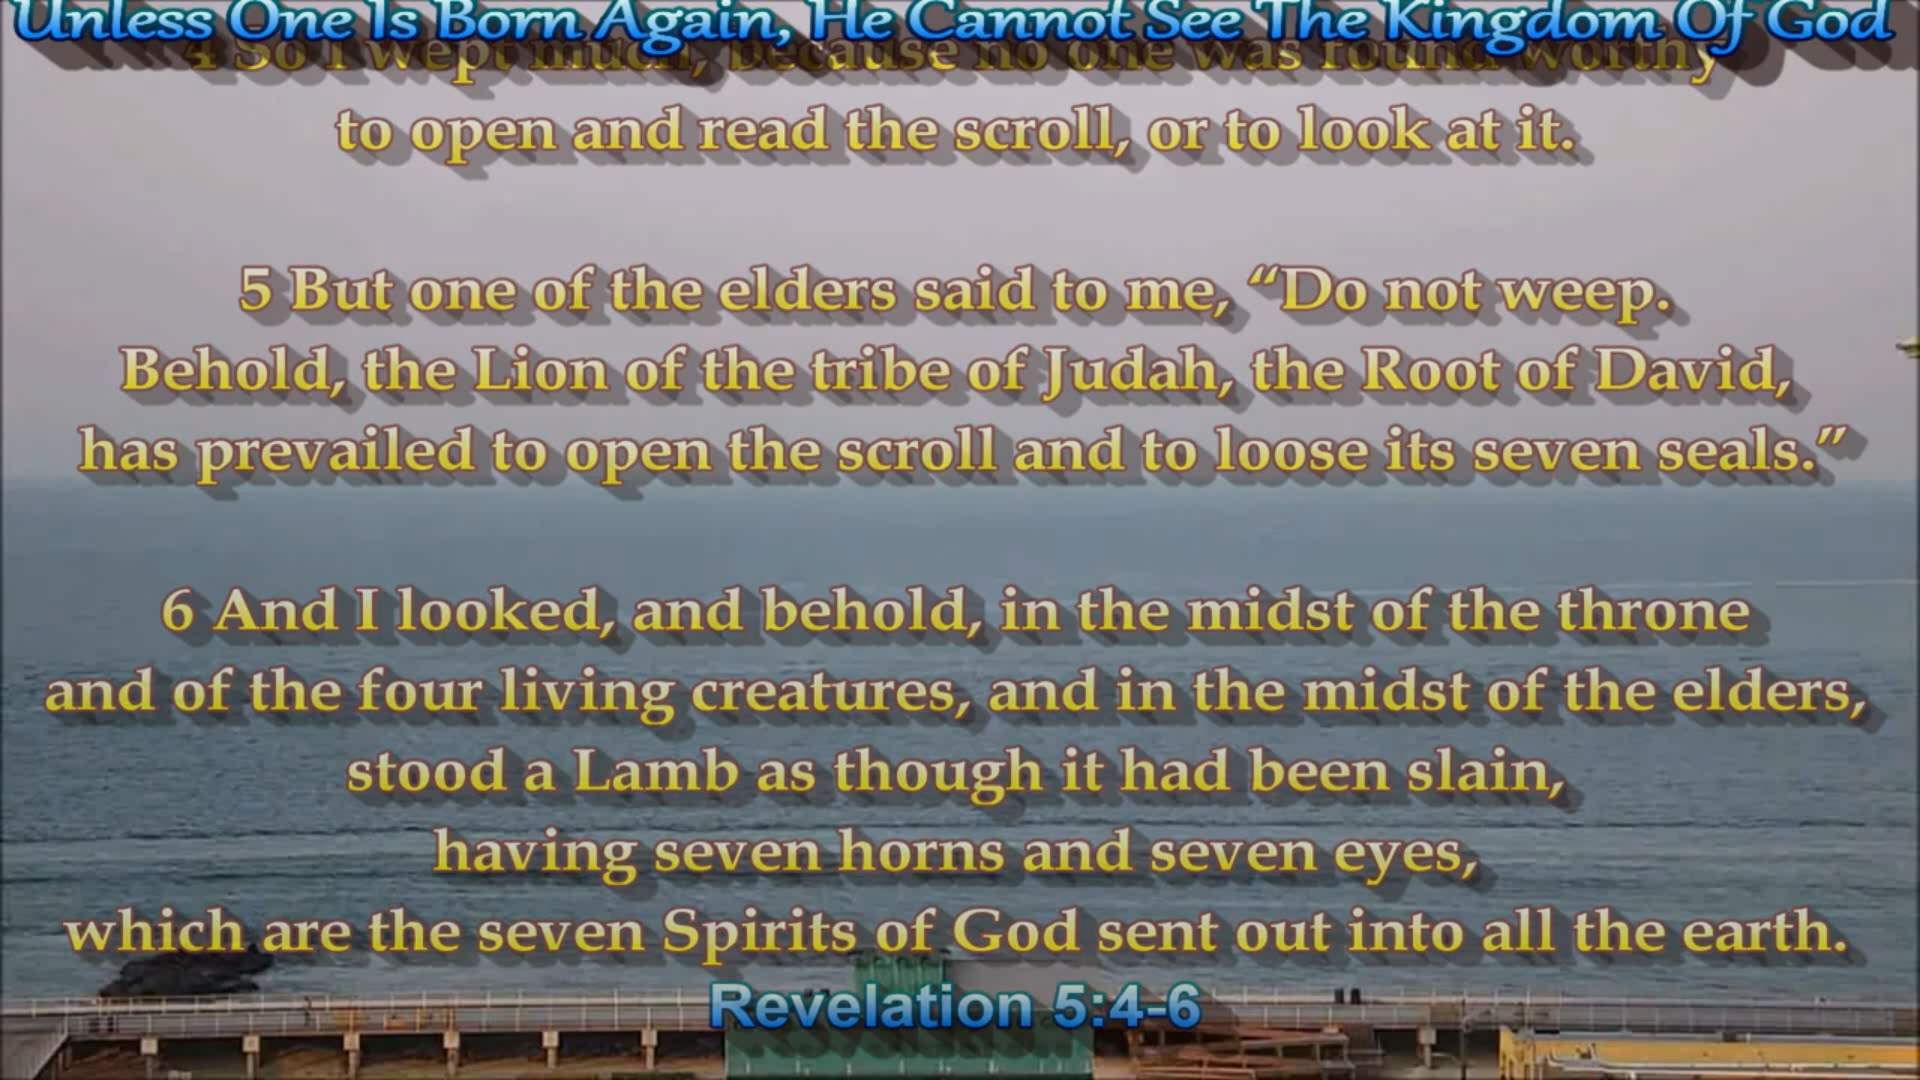 Unless One Is Born Again, He Cannot See The Kingdom Of God
4 So I wept much, because no one was found worthy
to open and read the scroll, or to look at it.
5 But one of the elders said to me, “Do not weep.
Behold, the Lion of the tribe of Judah, the Root of David,
has prevailed to open the scroll and to loose its seven seals.”
6 And I looked, and behold, in the midst of the throne
and of the four living creatures, and in the midst of the elders,
stood a Lamb as though it had been slain,
having seven horns and seven eyes,
which are the seven Spirits of God sent out into all the earth.
Revelation 5:4-6